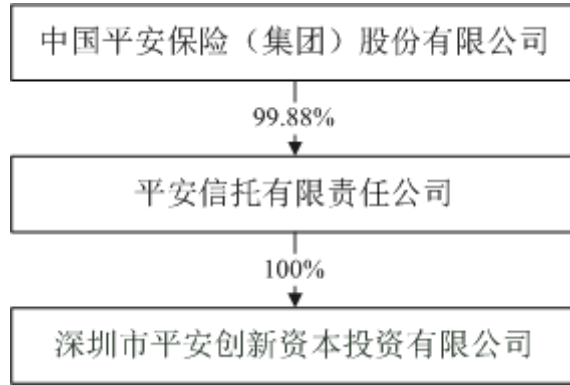 中国平安保险（集团）股份有限公司
99.88%
平安信托有限责任公司
100%
深圳市平安创新资本投资有限公司